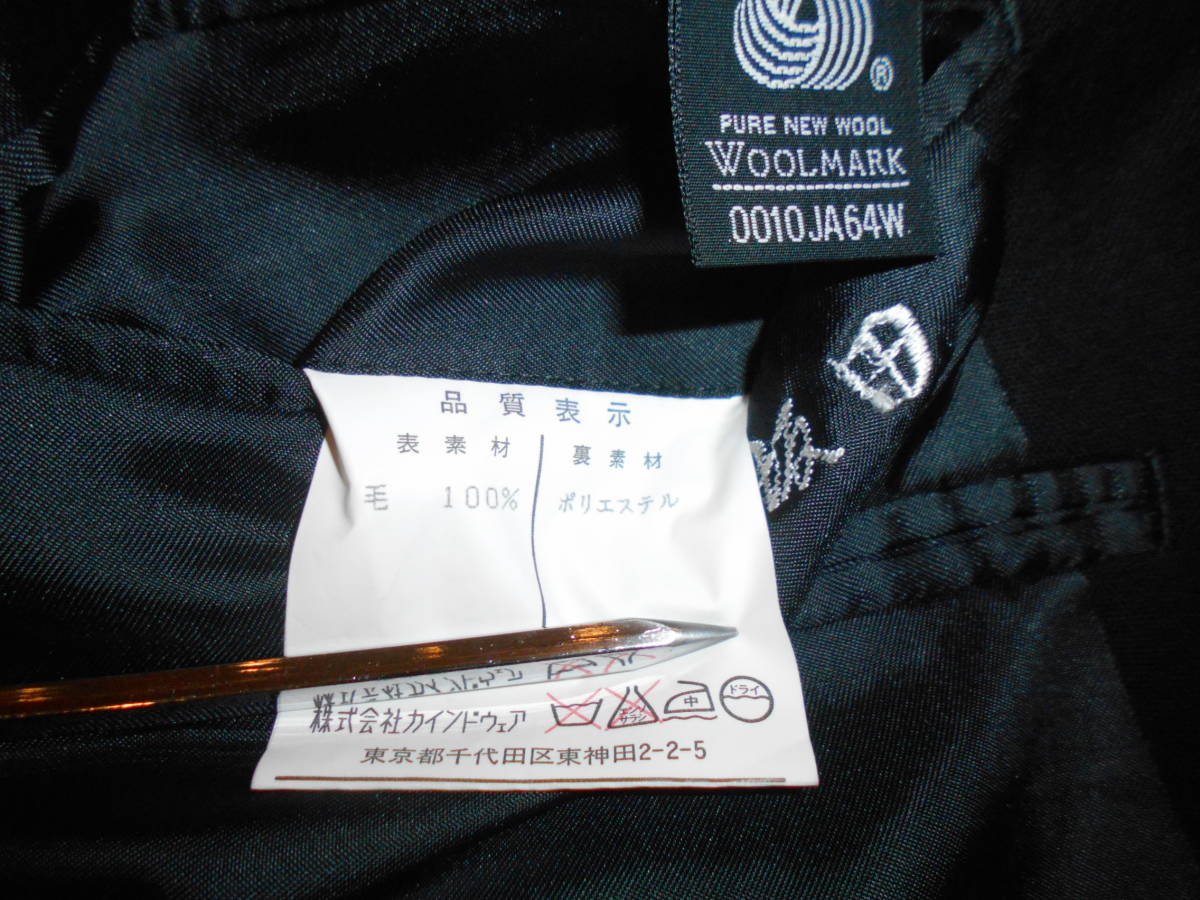 ®
PURE NEW WOOL
WOOLMARK
0010JA64W
品質表示
表素材 裏素材
毛 100% ポリエステル
株式会社カインドウェア 中 ドライ
東京都千代田区東神田2-2-5